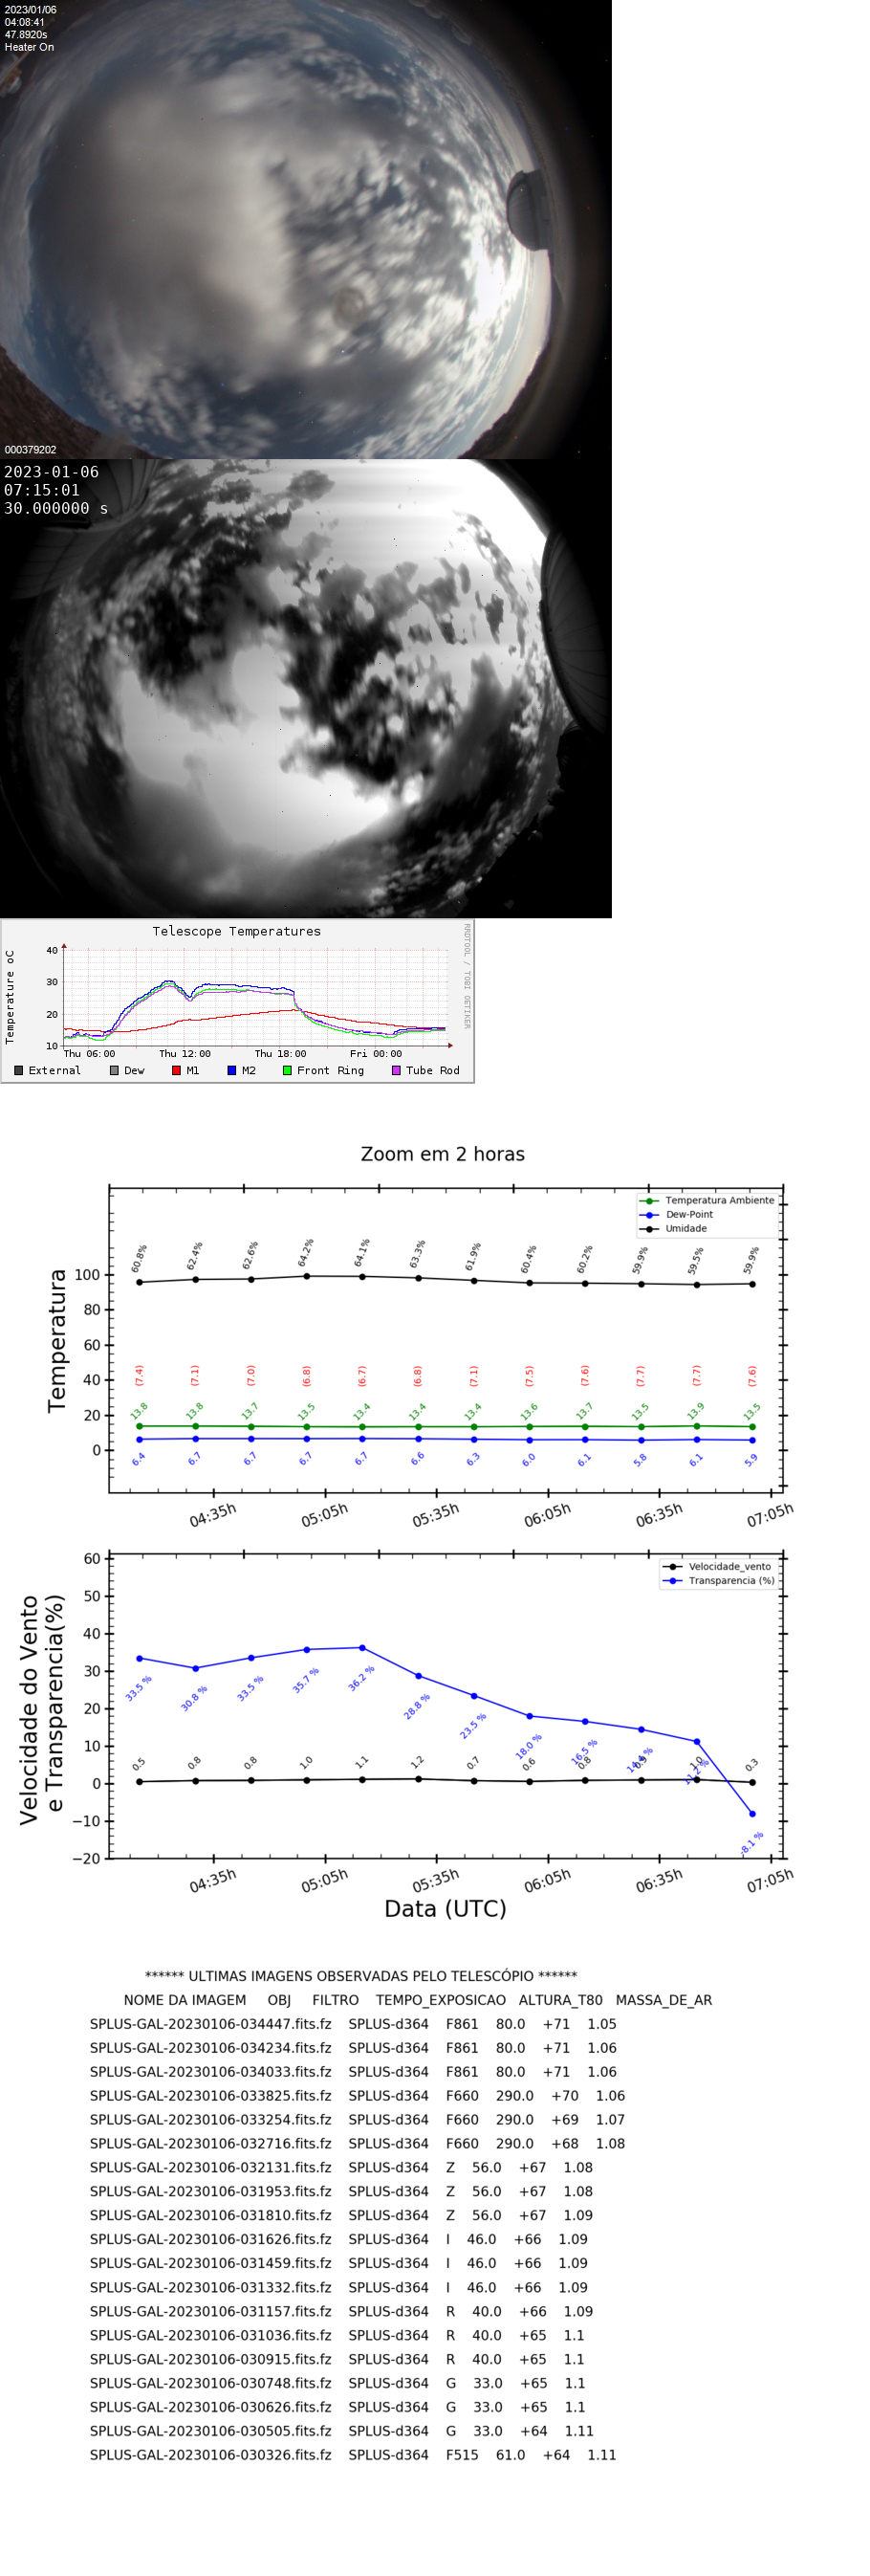 2023/01/06
04:08:41
47.8920s
Heater On
000379202
2023-01-06
07:15:01
30.000000 s
Telescope Temperatures
RRDTOOL / TOBI OETIKER
Temperature oC
40
30
20
10
Thu 06:00 Thu 12:00 Thu 18:00 Fri 00:00
External Dew M1 M2 Front Ring Tube Rod
Zoom em 2 horas
Temperatura Ambiente
Dew-Point
Umidade
Temperatura
100
80
60
40
20
0
60.8% 62.4% 62.6% 64.2% 64.1% 63.3% 61.9% 60.4% 60.2% 59.9% 59.5% 59.9%
(7.4) (7.1) (7.0) (6.8) (6.7) (6.8) (7.1) (7.5) (7.6) (7.7) (7.7) (7.6)
13.8 13.8 13.7 13.5 13.4 13.4 13.4 13.6 13.7 13.5 13.9 13.5
6.4 6.7 6.7 6.7 6.7 6.6 6.3 6.0 6.1 5.8 6.1 5.9
04:35h 05:05h 05:35h 06:05h 06:35h 07:05h
Velocidade_vento
Transparencia (%)
Velocidade do Vento
e Transparencia(%)
60
50
40
30
20
10
0
−10
−20
33.5 % 30.8 % 33.5 % 35.7 % 36.2 % 28.8 % 23.5 % 18.0 % 16.5 % 11.2 % -8.1 %
0.5 0.8 0.8 1.0 1.1 1.2 0.7 0.6 0.8 1.0 0.3
04:35h 05:05h 05:35h 06:05h 06:35h 07:05h
Data (UTC)
****** ULTIMAS IMAGENS OBSERVADAS PELO TELESCÓPIO ******
NOME DA IMAGEM OBJ FILTRO TEMPO_EXPOSICAO ALTURA_T80 MASSA_DE_AR
SPLUS-GAL-20230106-034447.fits.fz SPLUS-d364 F861 80.0 +71 1.05
SPLUS-GAL-20230106-034234.fits.fz SPLUS-d364 F861 80.0 +71 1.06
SPLUS-GAL-20230106-034033.fits.fz SPLUS-d364 F861 80.0 +71 1.06
SPLUS-GAL-20230106-033825.fits.fz SPLUS-d364 F660 290.0 +70 1.06
SPLUS-GAL-20230106-033254.fits.fz SPLUS-d364 F660 290.0 +69 1.07
SPLUS-GAL-20230106-032716.fits.fz SPLUS-d364 F660 290.0 +68 1.08
SPLUS-GAL-20230106-032131.fits.fz SPLUS-d364 Z 56.0 +67 1.08
SPLUS-GAL-20230106-031953.fits.fz SPLUS-d364 Z 56.0 +67 1.08
SPLUS-GAL-20230106-031810.fits.fz SPLUS-d364 Z 56.0 +67 1.09
SPLUS-GAL-20230106-031626.fits.fz SPLUS-d364 I 46.0 +66 1.09
SPLUS-GAL-20230106-031459.fits.fz SPLUS-d364 I 46.0 +66 1.09
SPLUS-GAL-20230106-031332.fits.fz SPLUS-d364 I 46.0 +66 1.09
SPLUS-GAL-20230106-031157.fits.fz SPLUS-d364 R 40.0 +66 1.09
SPLUS-GAL-20230106-031036.fits.fz SPLUS-d364 R 40.0 +65 1.1
SPLUS-GAL-20230106-030915.fits.fz SPLUS-d364 R 40.0 +65 1.1
SPLUS-GAL-20230106-030748.fits.fz SPLUS-d364 G 33.0 +65 1.1
SPLUS-GAL-20230106-030626.fits.fz SPLUS-d364 G 33.0 +65 1.1
SPLUS-GAL-20230106-030505.fits.fz SPLUS-d364 G 33.0 +64 1.11
SPLUS-GAL-20230106-030326.fits.fz SPLUS-d364 F515 61.0 +64 1.11